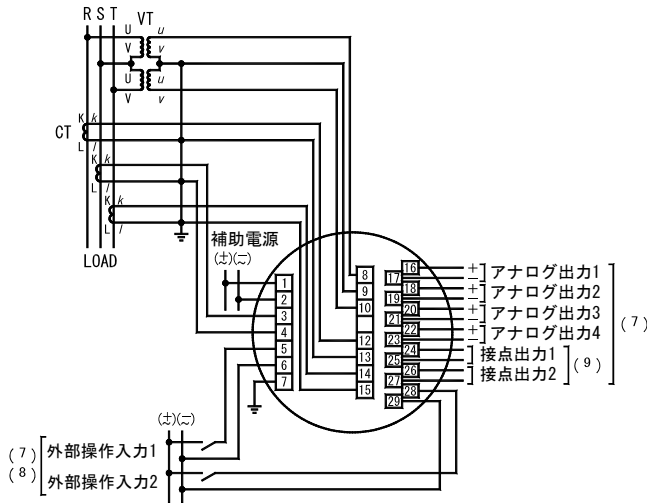 R S T
VT
U u
V v
U u
V v
CT
K k
L l
K k
L l
K k
L l
LOAD
補助電源
(±)(∓)
1
2
3
4
5
6
7
8
9
10
12
13
14
15
16
17
18
19
20
21
22
23
24
25
26
27
28
29
+
−
アナログ出力1
+
−
アナログ出力2
+
−
アナログ出力3
+
−
アナログ出力4
接点出力1
接点出力2
(9)
(7)
(±)(∓)
(7)
(8)
外部操作入力1
外部操作入力2